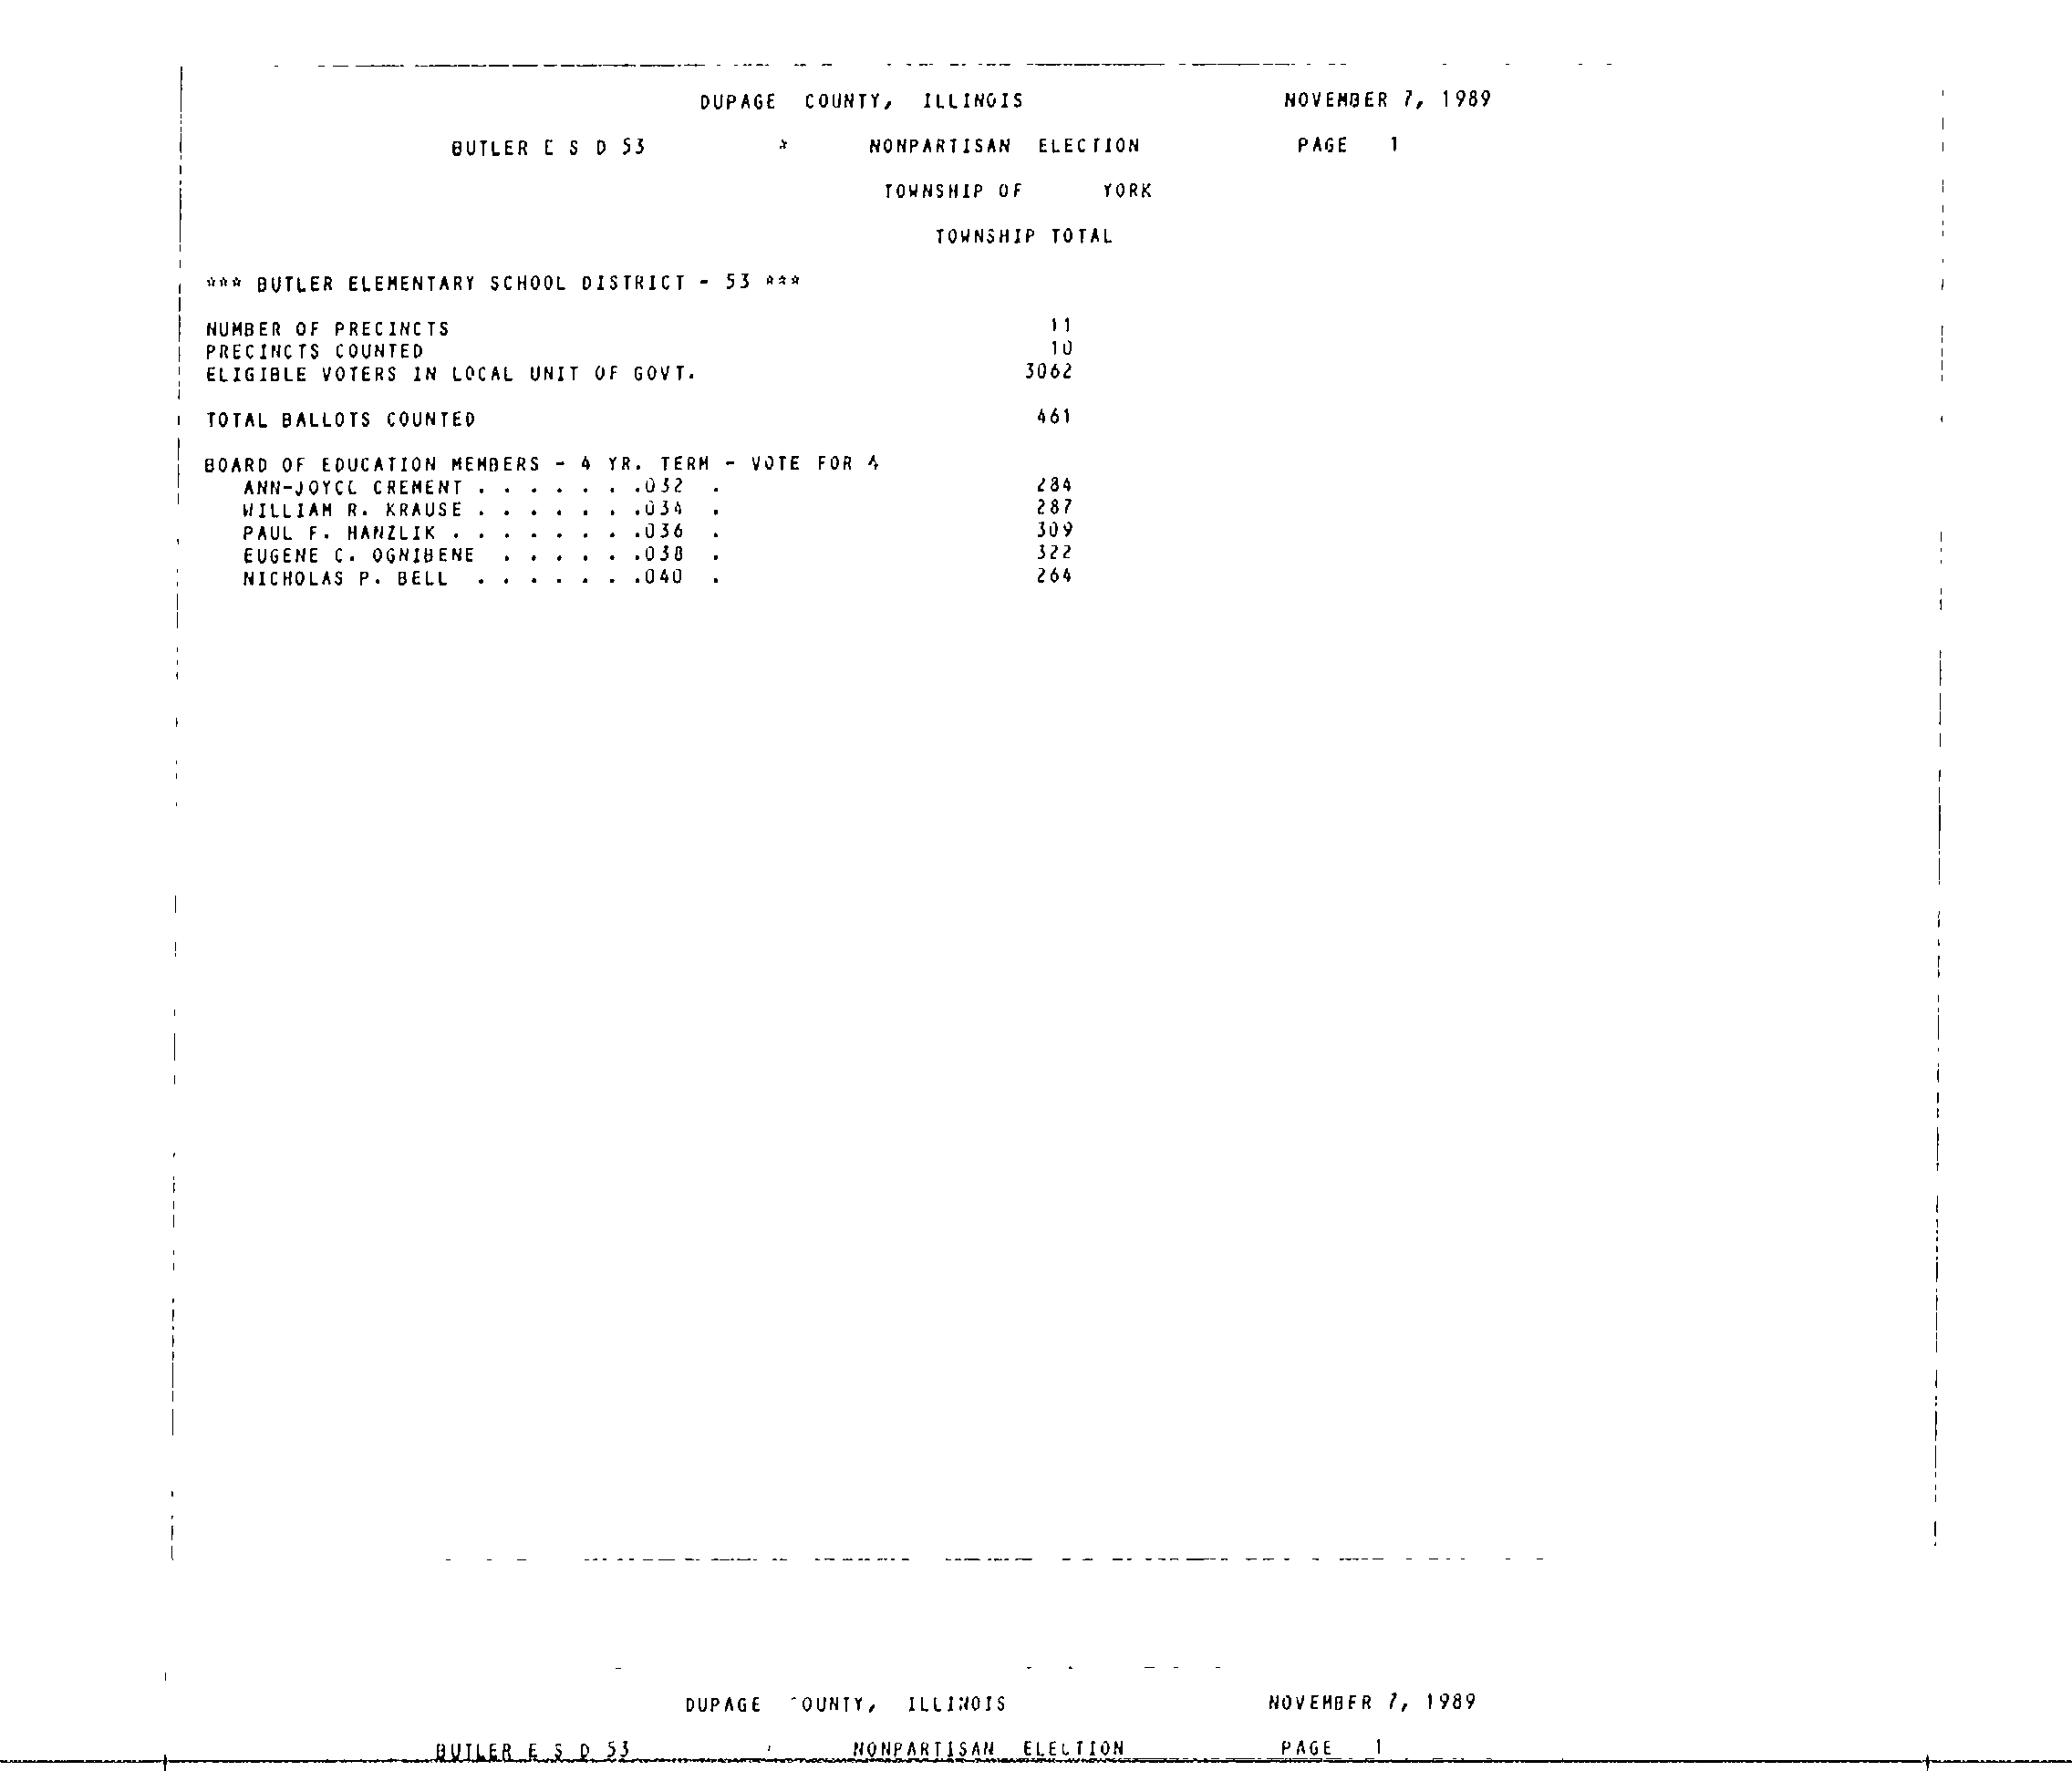 DUPAGE COUNTY, ILLINOIS NOVEMBER 7, 1989
BUTLER E S D 53 * NONPARTISAN ELECTION PAGE 1
TOWNSHIP OF YORK
TOWNSHIP TOTAL
*** BUTLER ELEMENTARY SCHOOL DISTRICT - 53 ***
NUMBER OF PRECINCTS 11
PRECINCTS COUNTED 10
ELIGIBLE VOTERS IN LOCAL UNIT OF GOVT. 3062
TOTAL BALLOTS COUNTED 461
BOARD OF EDUCATION MEMBERS - 4 YR. TERM - VOTE FOR 4
ANN-JOYCE CREMENT . . . . . . .032 . 284
WILLIAM R. KRAUSE . . . . . . .034 . 287
PAUL F. HANZLIK . . . . . . . .036 . 309
EUGENE C. OGNIBENE . . . . . .038 . 322
NICHOLAS P. BELL . . . . . . .040 . 264
DUPAGE COUNTY, ILLINOIS NOVEMBER 7, 1989
BUTLER E S D 53 NONPARTISAN ELECTION PAGE 1